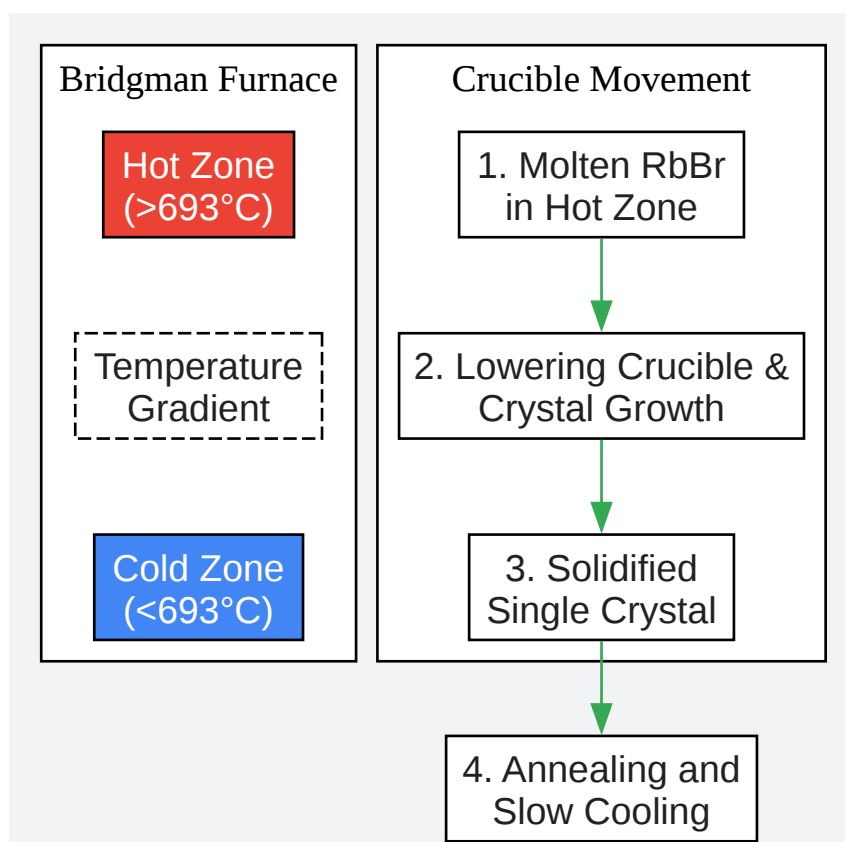 Bridgman Furnace
Hot Zone
(>693°C)
Temperature
Gradient
Cold Zone
(<693°C)
Crucible Movement
1. Molten RbBr
in Hot Zone
2. Lowering Crucible &
Crystal Growth
3. Solidified
Single Crystal
4. Annealing and
Slow Cooling